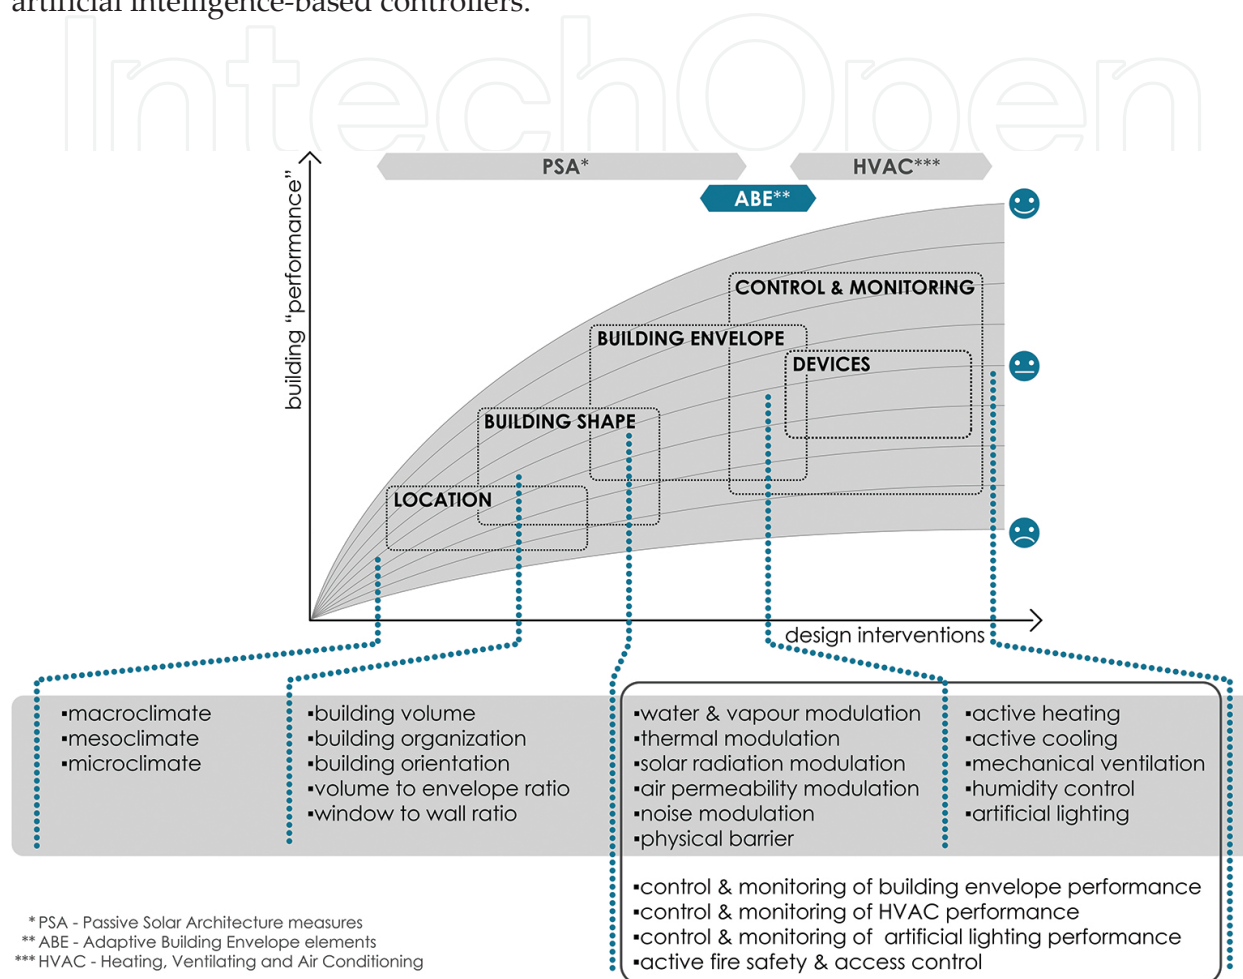 artificial intelligence-based controllers.
IntechOpen
PSA*
HVAC***
ABE**
building “performance”
CONTROL & MONITORING
BUILDING ENVELOPE
DEVICES
BUILDING SHAPE
LOCATION
design interventions
▪macroclimate
▪mesoclimate
▪microclimate
▪building volume
▪building organization
▪building orientation
▪volume to envelope ratio
▪window to wall ratio
▪water & vapour modulation
▪thermal modulation
▪solar radiation modulation
▪air permeability modulation
▪noise modulation
▪physical barrier
▪active heating
▪active cooling
▪mechanical ventilation
▪humidity control
▪artificial lighting
▪control & monitoring of building envelope performance
▪control & monitoring of HVAC performance
▪control & monitoring of artificial lighting performance
▪active fire safety & access control
* PSA - Passive Solar Architecture measures
** ABE - Adaptive Building Envelope elements
*** HVAC - Heating, Ventilating and Air Conditioning